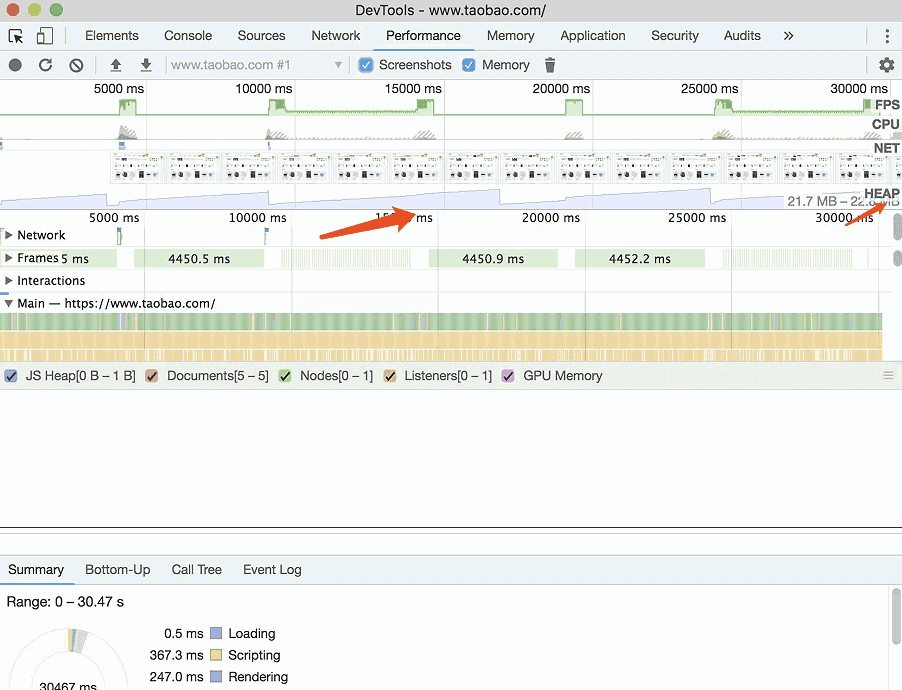 DevTools - www.taobao.com/
Elements Console Sources Network Performance Memory Application Security Audits »
www.taobao.com #1 Screenshots Memory
5000 ms 10000 ms 15000 ms 20000 ms 25000 ms 30000 ms
FPS
CPU
NET
HEAP
21.7 MB – 22.8 MB
5000 ms 10000 ms 15000 ms 20000 ms 25000 ms 30000 ms
Network
Frames 5 ms 4450.5 ms 4450.9 ms 4452.2 ms
Interactions
Main — https://www.taobao.com/
JS Heap[0 B – 1 B] Documents[5 – 5] Nodes[0 – 1] Listeners[0 – 1] GPU Memory
Summary Bottom-Up Call Tree Event Log
Range: 0 – 30.47 s
0.5 ms Loading
367.3 ms Scripting
247.0 ms Rendering
30467 ms